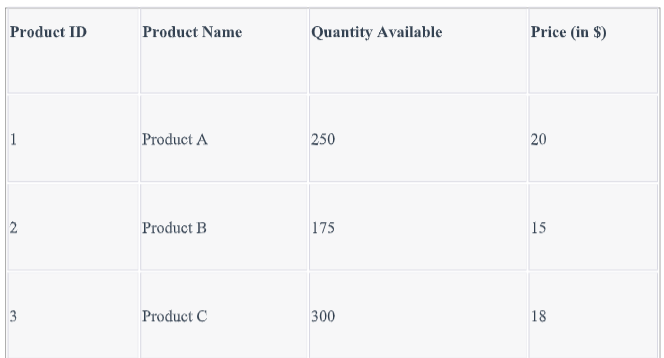 Product ID Product Name Quantity Available Price (in $)
1 Product A 250 20
2 Product B 175 15
3 Product C 300 18